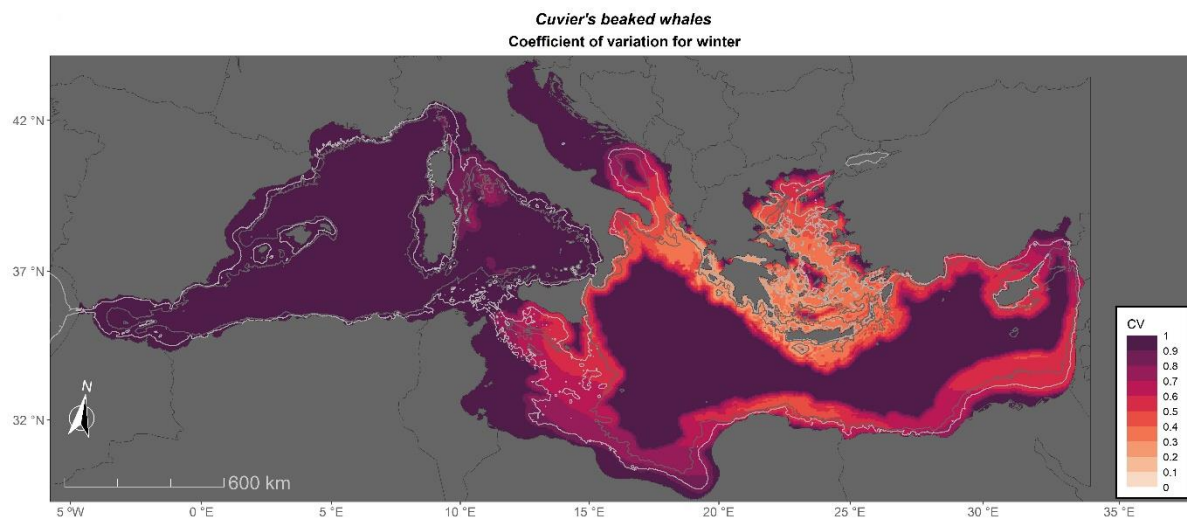 Cuvier's beaked whales
Coefficient of variation for winter
42 °N
37 °N
32 °N
N
600 km
CV
1
0.9
0.8
0.7
0.6
0.5
0.4
0.3
0.2
0.1
0
5 °W
0 °E
5 °E
10 °E
15 °E
20 °E
25 °E
30 °E
35 °E